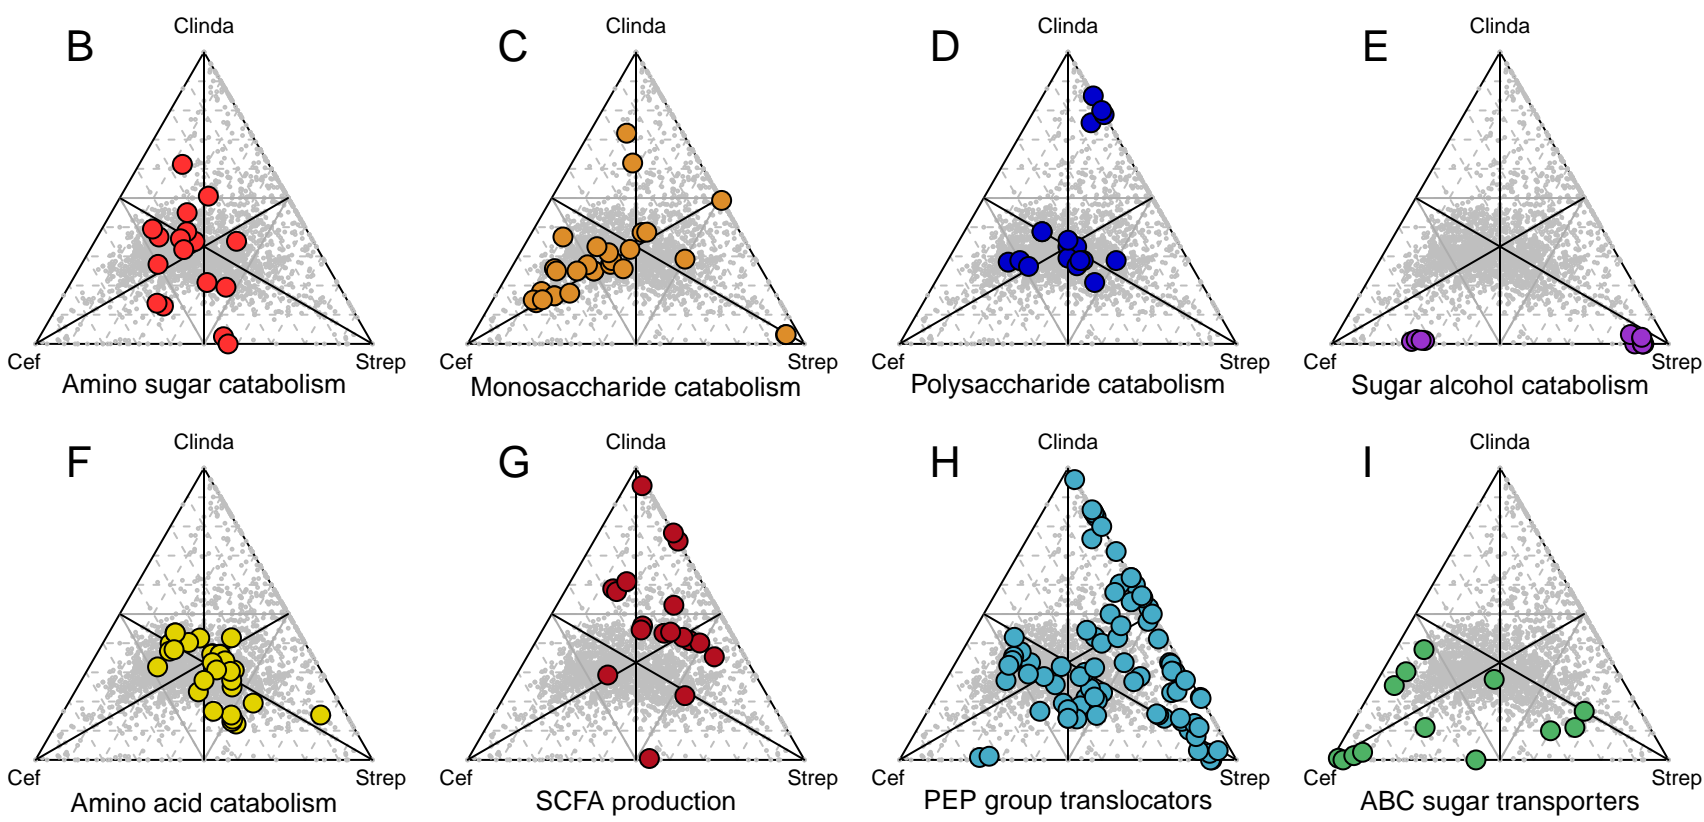 B
Clinda
Cef
Strep
Amino sugar catabolism
C
Clinda
Cef
Strep
Monosaccharide catabolism
D
Clinda
Cef
Strep
Polysaccharide catabolism
E
Clinda
Cef
Strep
Sugar alcohol catabolism
F
Clinda
Cef
Strep
Amino acid catabolism
G
Clinda
Cef
Strep
SCFA production
H
Clinda
Cef
Strep
PEP group translocators
I
Clinda
Cef
Strep
ABC sugar transporters